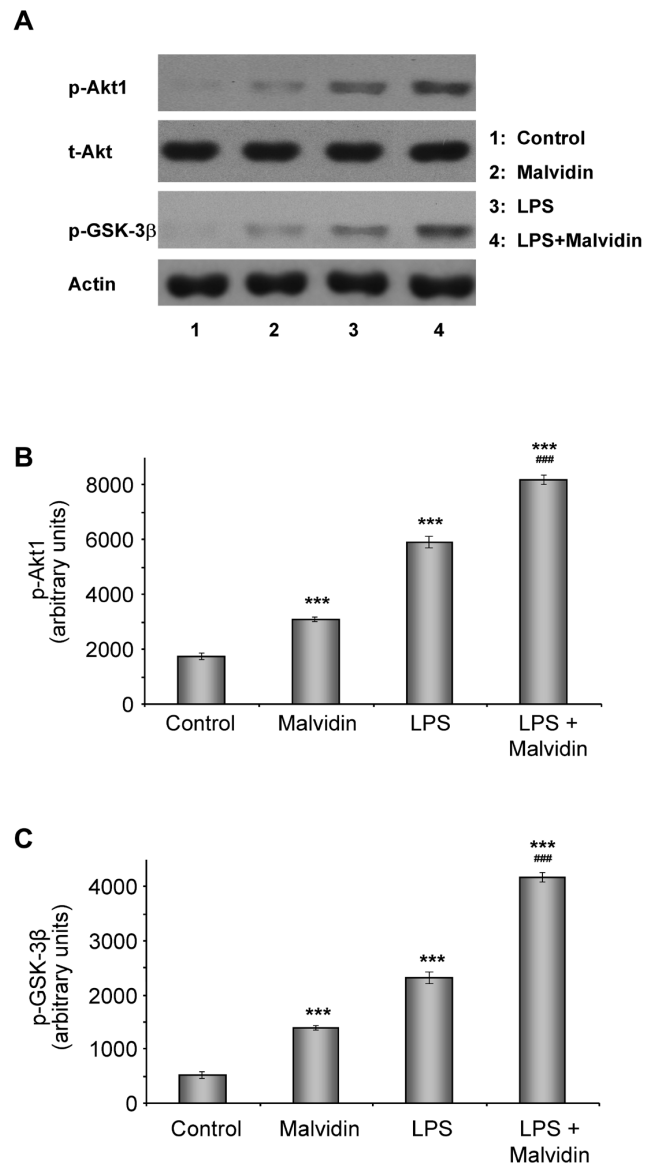 A
p-Akt1
t-Akt
p-GSK-3β
Actin
1: Control
2: Malvidin
3: LPS
4: LPS+Malvidin
1 2 3 4
B
p-Akt1
(arbitrary units)
8000
6000
4000
2000
0
***
***
***
###
***
Control Malvidin LPS LPS +
Malvidin
C
p-GSK-3β
(arbitrary units)
4000
3000
2000
1000
0
***
***
***
###
Control Malvidin LPS LPS +
Malvidin